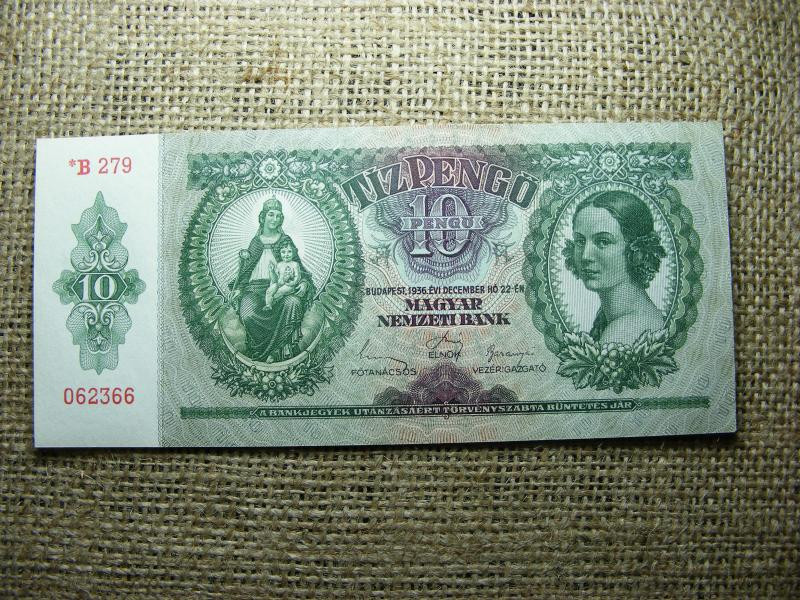 *B 279
TÍZPENGŐ
10
PENGŐ
10
BUDAPEST, 1936. ÉVI DECEMBER HÓ 22-ÉN
MAGYAR
NEMZETI BANK
ELNÖK
FŐTANÁCSOS
VEZÉRIGAZGATÓ
062366
A BANKJEGYEK UTÁNZÁSÁÉRT TÖRVÉNYSZABTA BÜNTETÉS JÁR